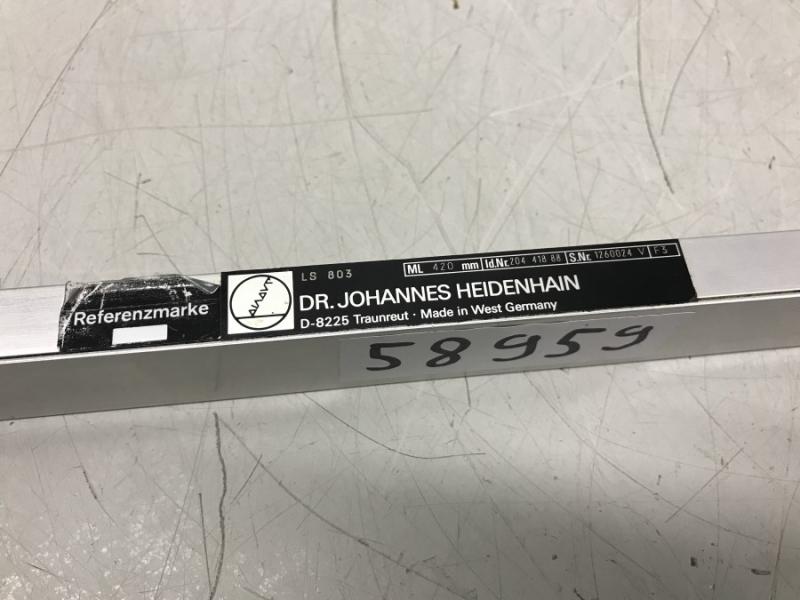 LS 803
ML 420 mm Id.Nr. 204 418 88 S.Nr. 1260024 V F3
Referenzmarke
DR. JOHANNES HEIDENHAIN
D-8225 Traunreut · Made in West Germany
58959